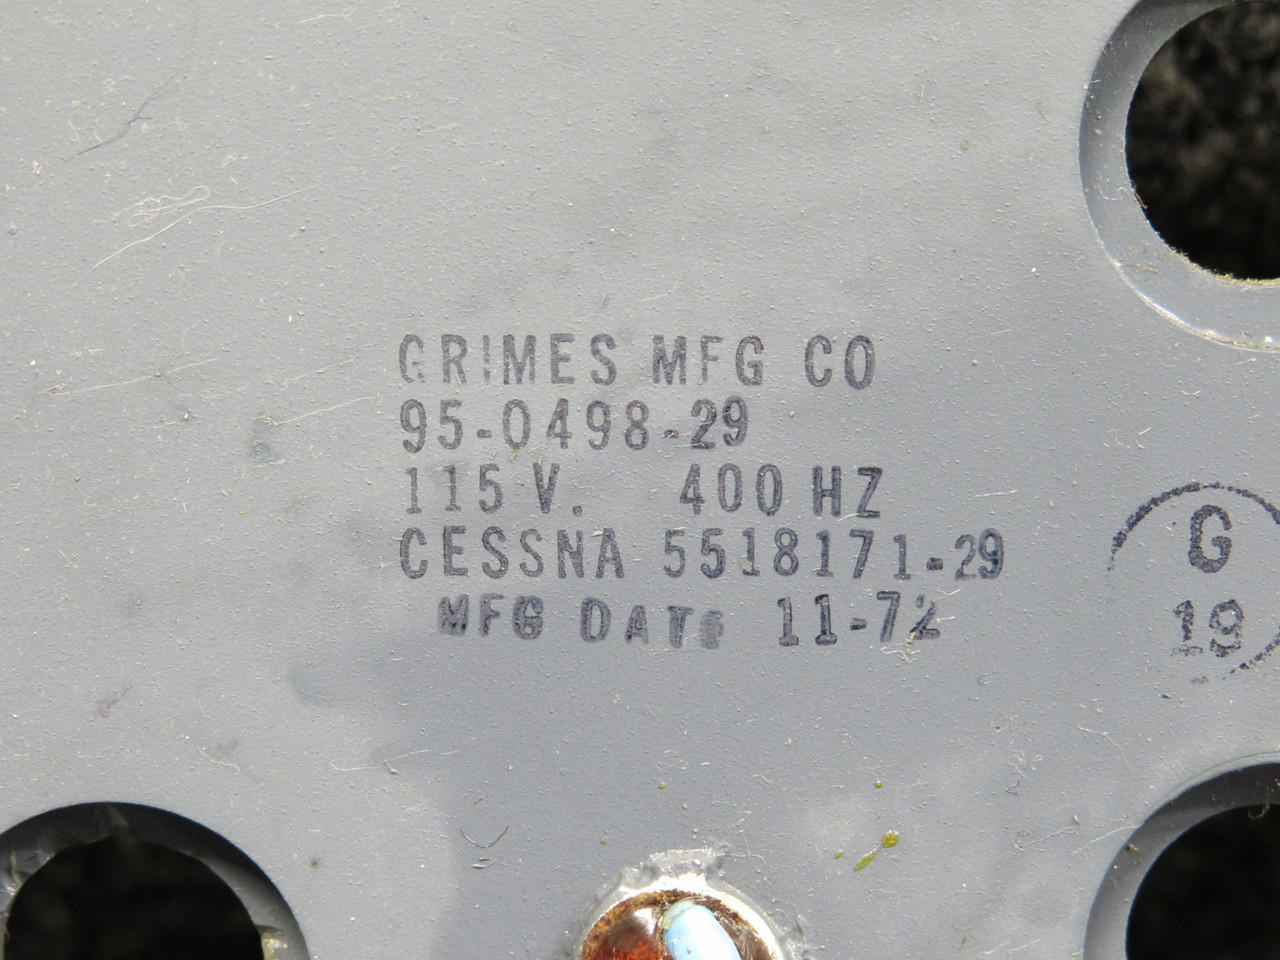 GRIMES MFG CO
95-0498-29
115 V. 400 HZ
CESSNA 5518171-29
MFG DATE 11-72
G
19